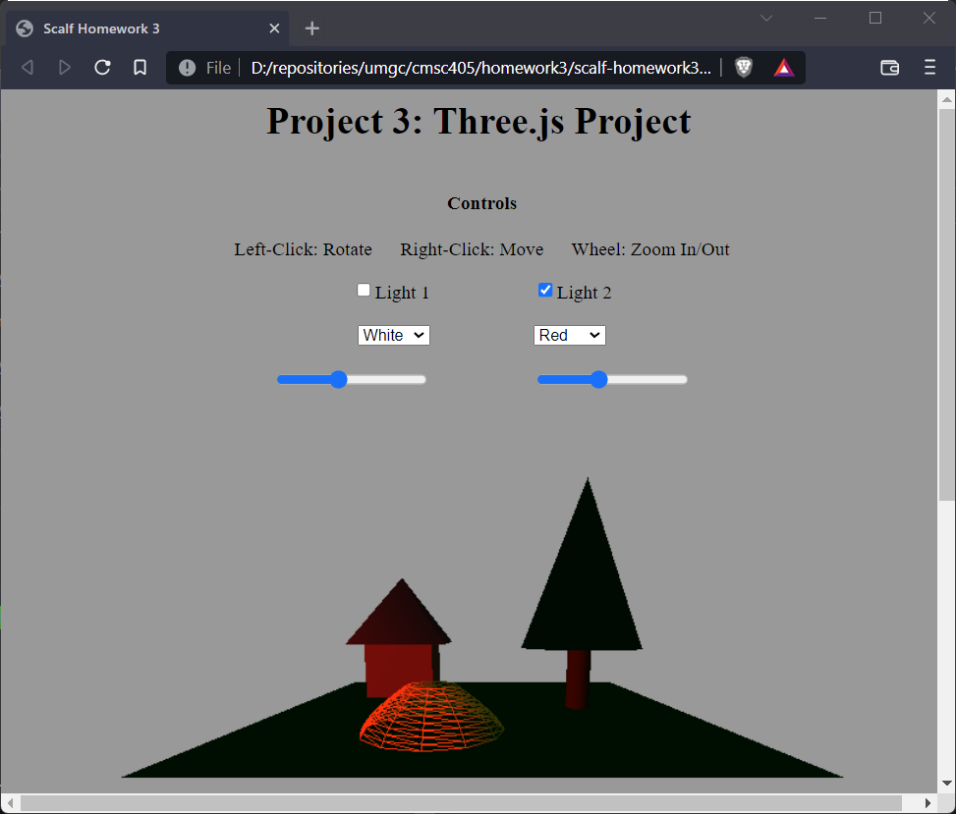 Scalf Homework 3
File D:/repositories/umgc/cmsc405/homework3/scalf-homework3...
Project 3: Three.js Project
Controls
Left-Click: Rotate Right-Click: Move Wheel: Zoom In/Out
Light 1 Light 2
White Red